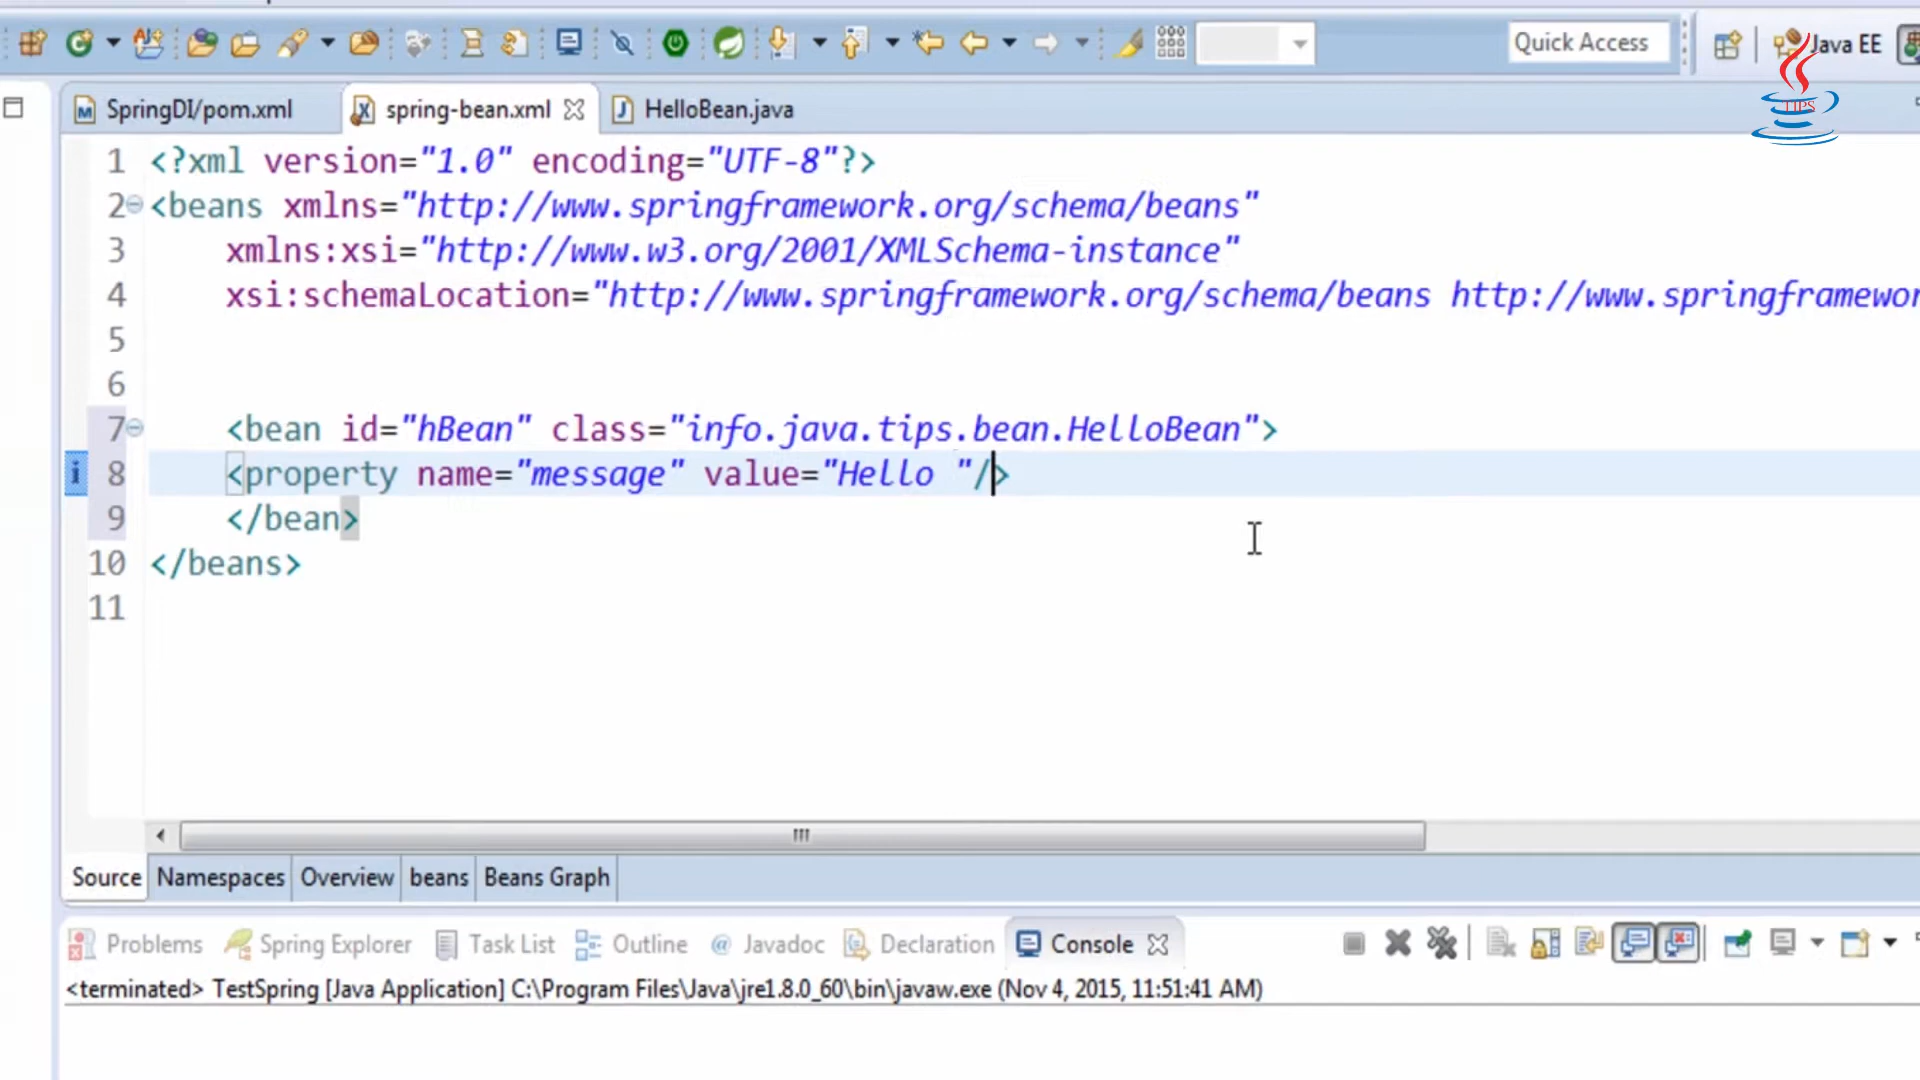 Quick Access
Java EE
TIPS
SpringDI/pom.xml
spring-bean.xml
HelloBean.java
1 <?xml version="1.0" encoding="UTF-8"?>
2 <beans xmlns="http://www.springframework.org/schema/beans"
3 xmlns:xsi="http://www.w3.org/2001/XMLSchema-instance"
4 xsi:schemaLocation="http://www.springframework.org/schema/beans http://www.springframewor
5
6
7 <bean id="hBean" class="info.java.tips.bean.HelloBean">
8 <property name="message" value="Hello "/>
9 </bean>
10 </beans>
11
Source Namespaces Overview beans Beans Graph
Problems Spring Explorer Task List Outline @ Javadoc Declaration Console
<terminated> TestSpring [Java Application] C:\Program Files\Java\jre1.8.0_60\bin\javaw.exe (Nov 4, 2015, 11:51:41 AM)